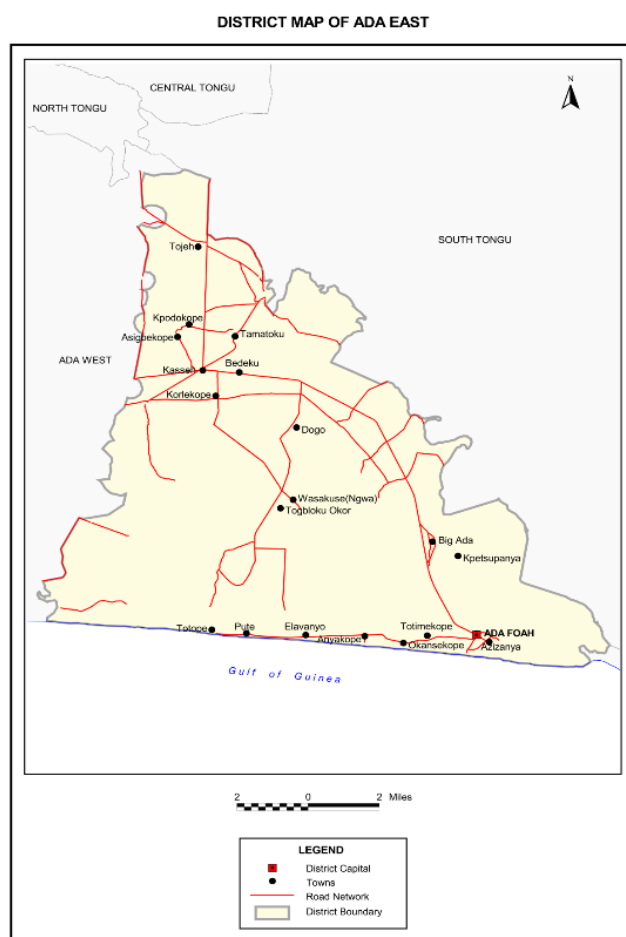 DISTRICT MAP OF ADA EAST
CENTRAL TONGU
NORTH TONGU
N
SOUTH TONGU
Tojeh
Kpodokope
Asigbekope
Tamatoku
ADA WEST
Kasseh
Bedeku
Korlekope
Dogo
Wasakuse(Ngwa)
Togbloku Okor
Big Ada
Kpetsupanya
Totope
Pute
Elavanyo
Anyakope
Totimekope
Okansekope
ADA FOAH
Azizanya
Gulf of Guinea
2 0 2 Miles
LEGEND
District Capital
Towns
Road Network
District Boundary